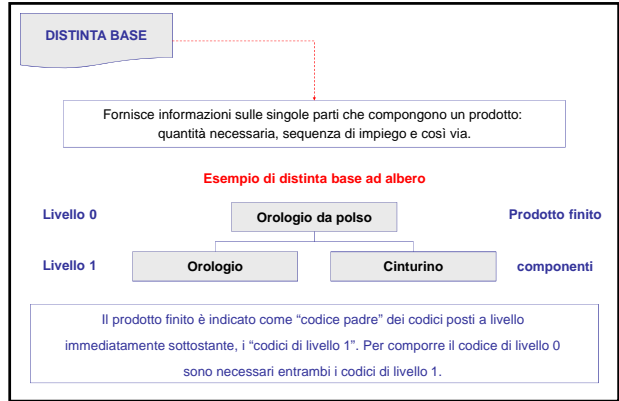 DISTINTA BASE
Fornisce informazioni sulle singole parti che compongono un prodotto:
quantità necessaria, sequenza di impiego e così via.
Esempio di distinta base ad albero
Livello 0 Orologio da polso Prodotto finito
Livello 1 Orologio Cinturino componenti
Il prodotto finito è indicato come “codice padre” dei codici posti a livello
immediatamente sottostante, i “codici di livello 1”. Per comporre il codice di livello 0
sono necessari entrambi i codici di livello 1.